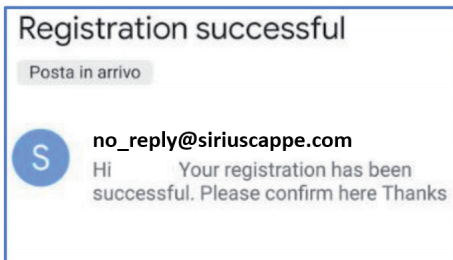 Registration successful
Posta in arrivo
S
no_reply@siriuscappe.com
Hi Your registration has been
successful. Please confirm here Thanks